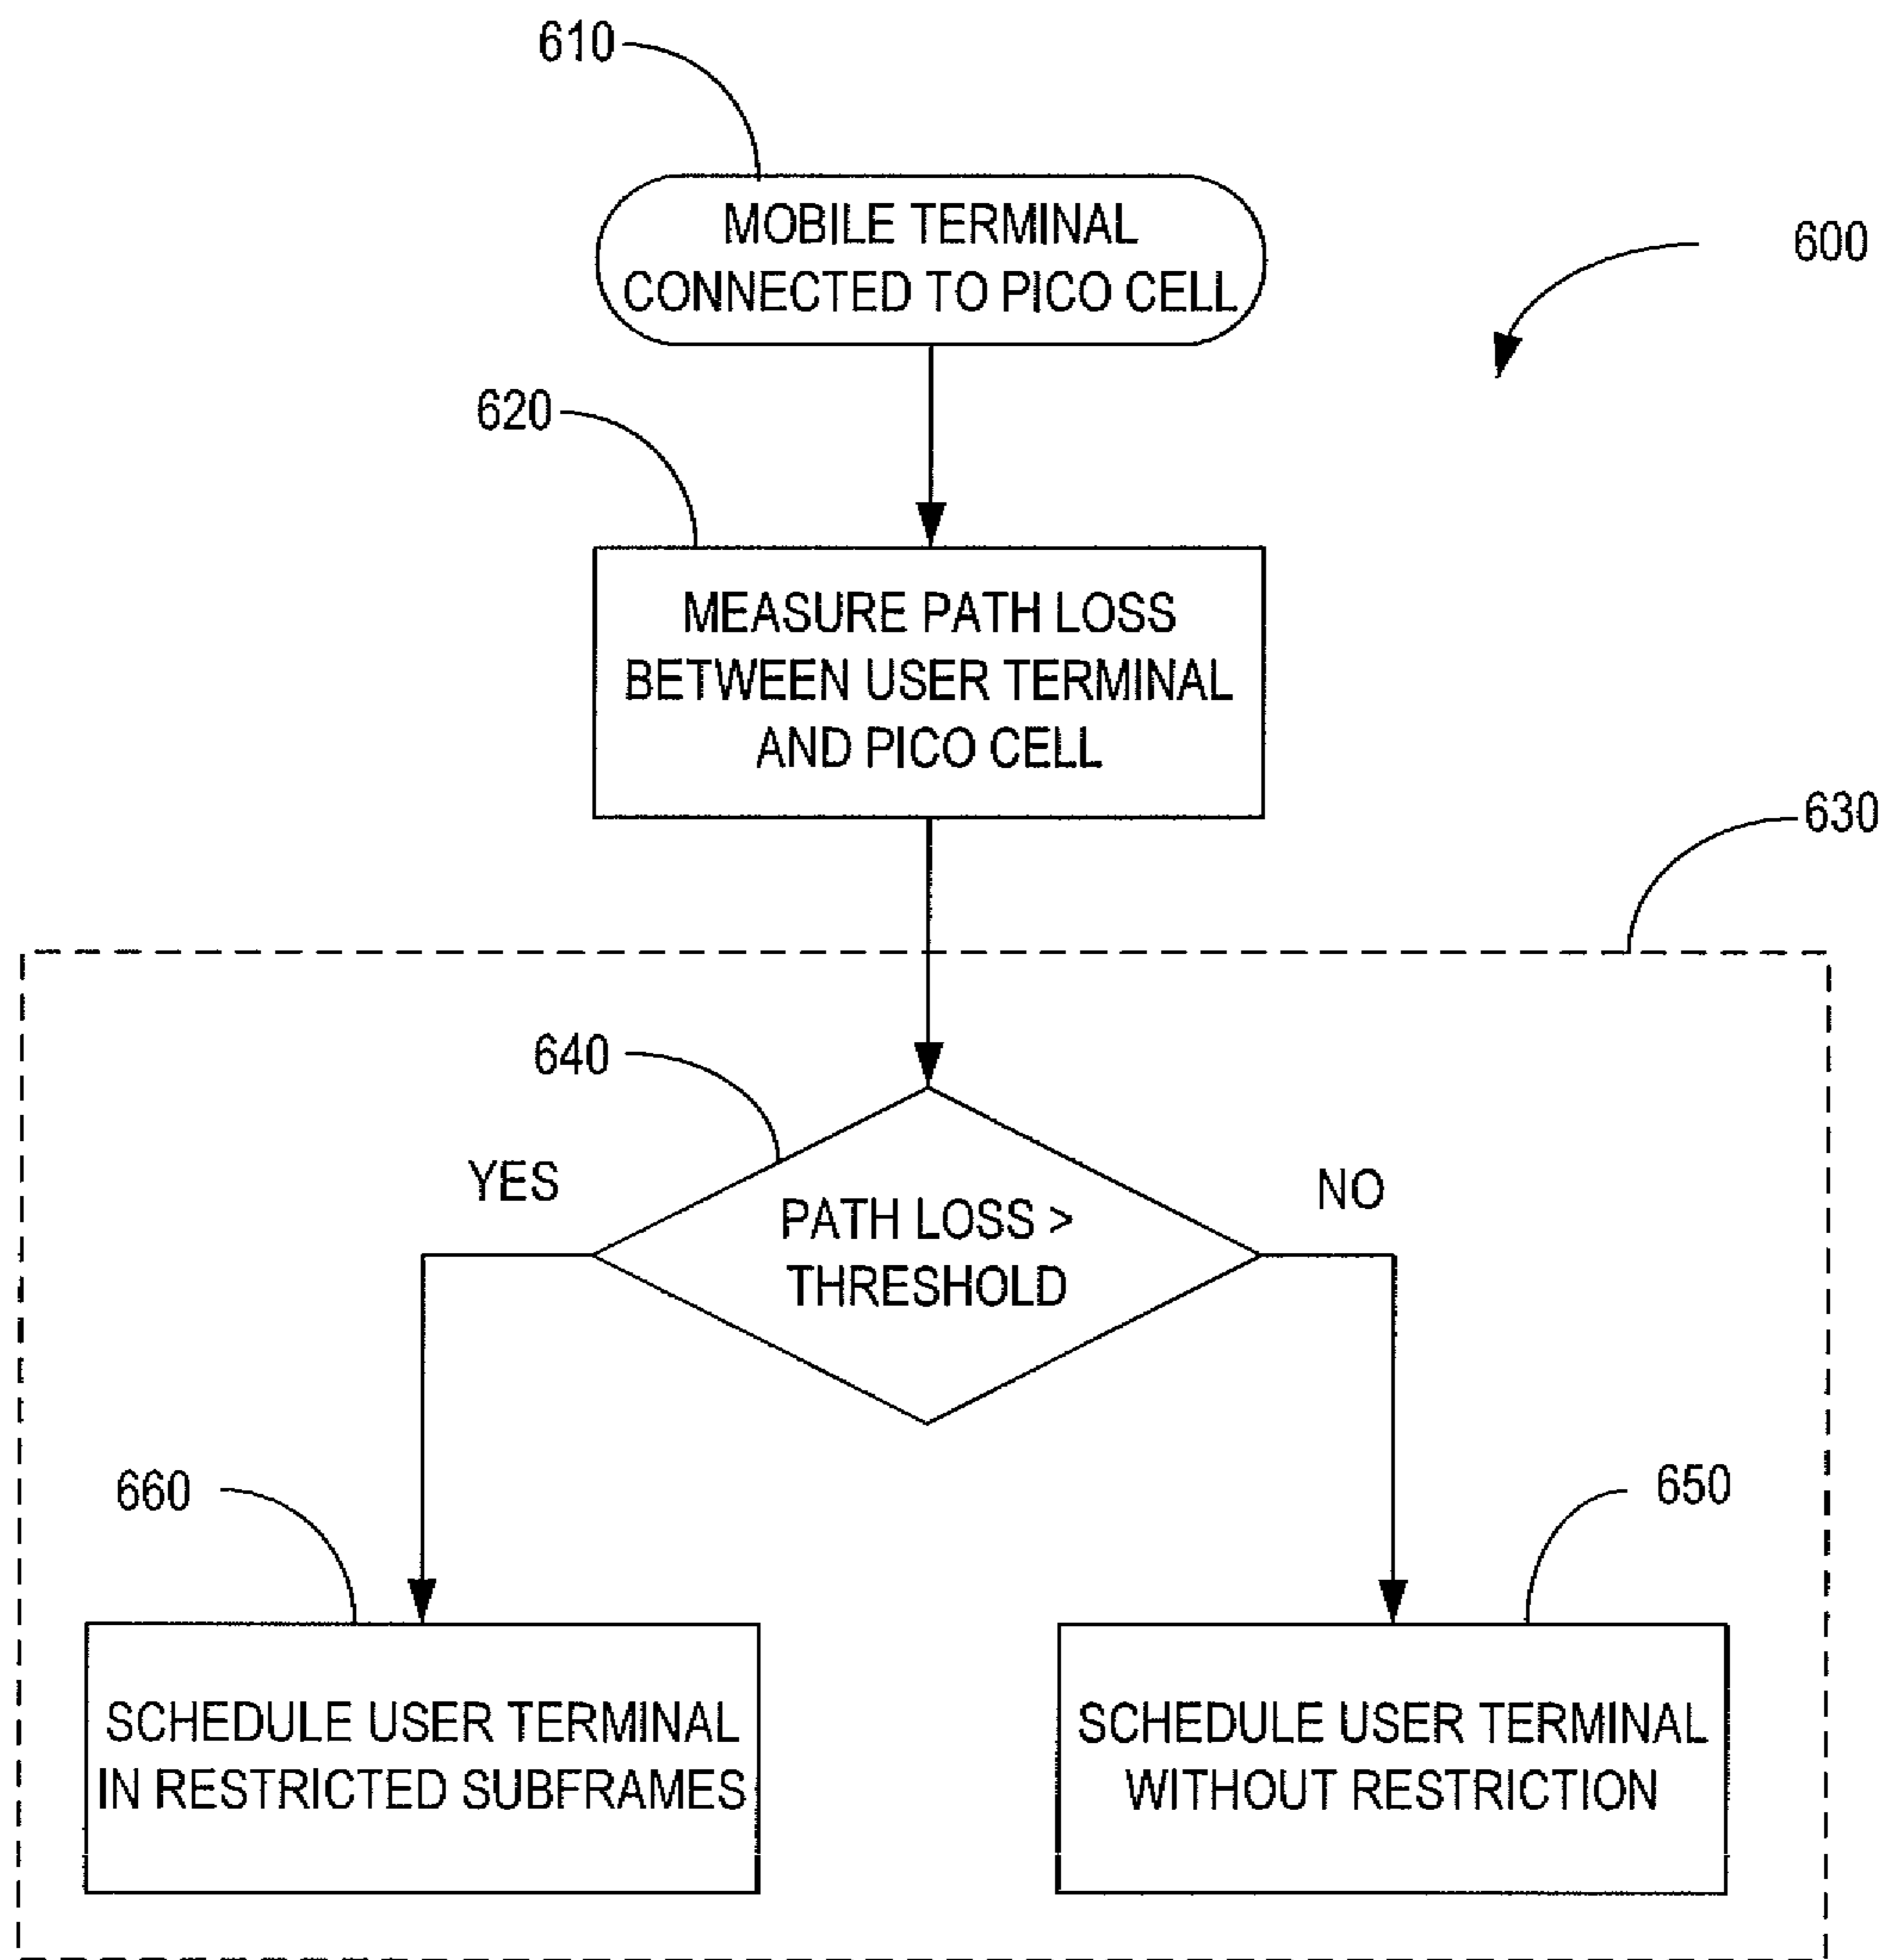 610
MOBILE TERMINAL
CONNECTED TO PICO CELL
600
620
MEASURE PATH LOSS
BETWEEN USER TERMINAL
AND PICO CELL
630
640
YES
NO
PATH LOSS >
THRESHOLD
660
650
SCHEDULE USER TERMINAL
IN RESTRICTED SUBFRAMES
SCHEDULE USER TERMINAL
WITHOUT RESTRICTION